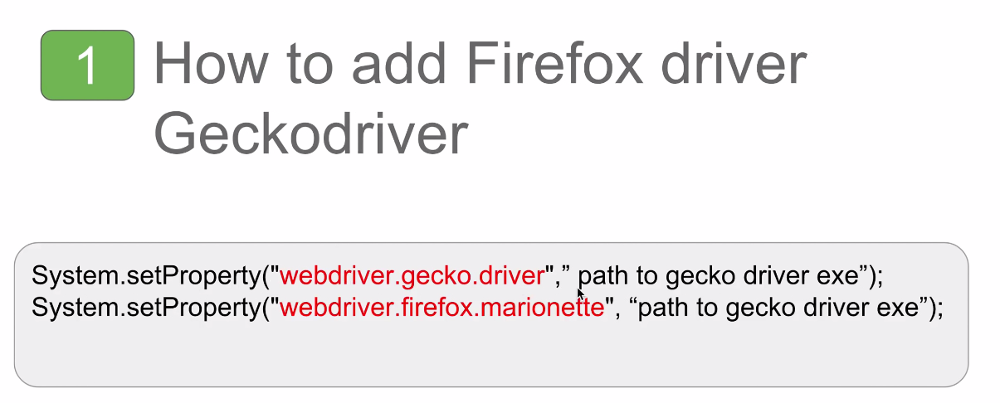 1
How to add Firefox driver
Geckodriver
System.setProperty("webdriver.gecko.driver",” path to gecko driver exe”);
System.setProperty("webdriver.firefox.marionette", “path to gecko driver exe”);